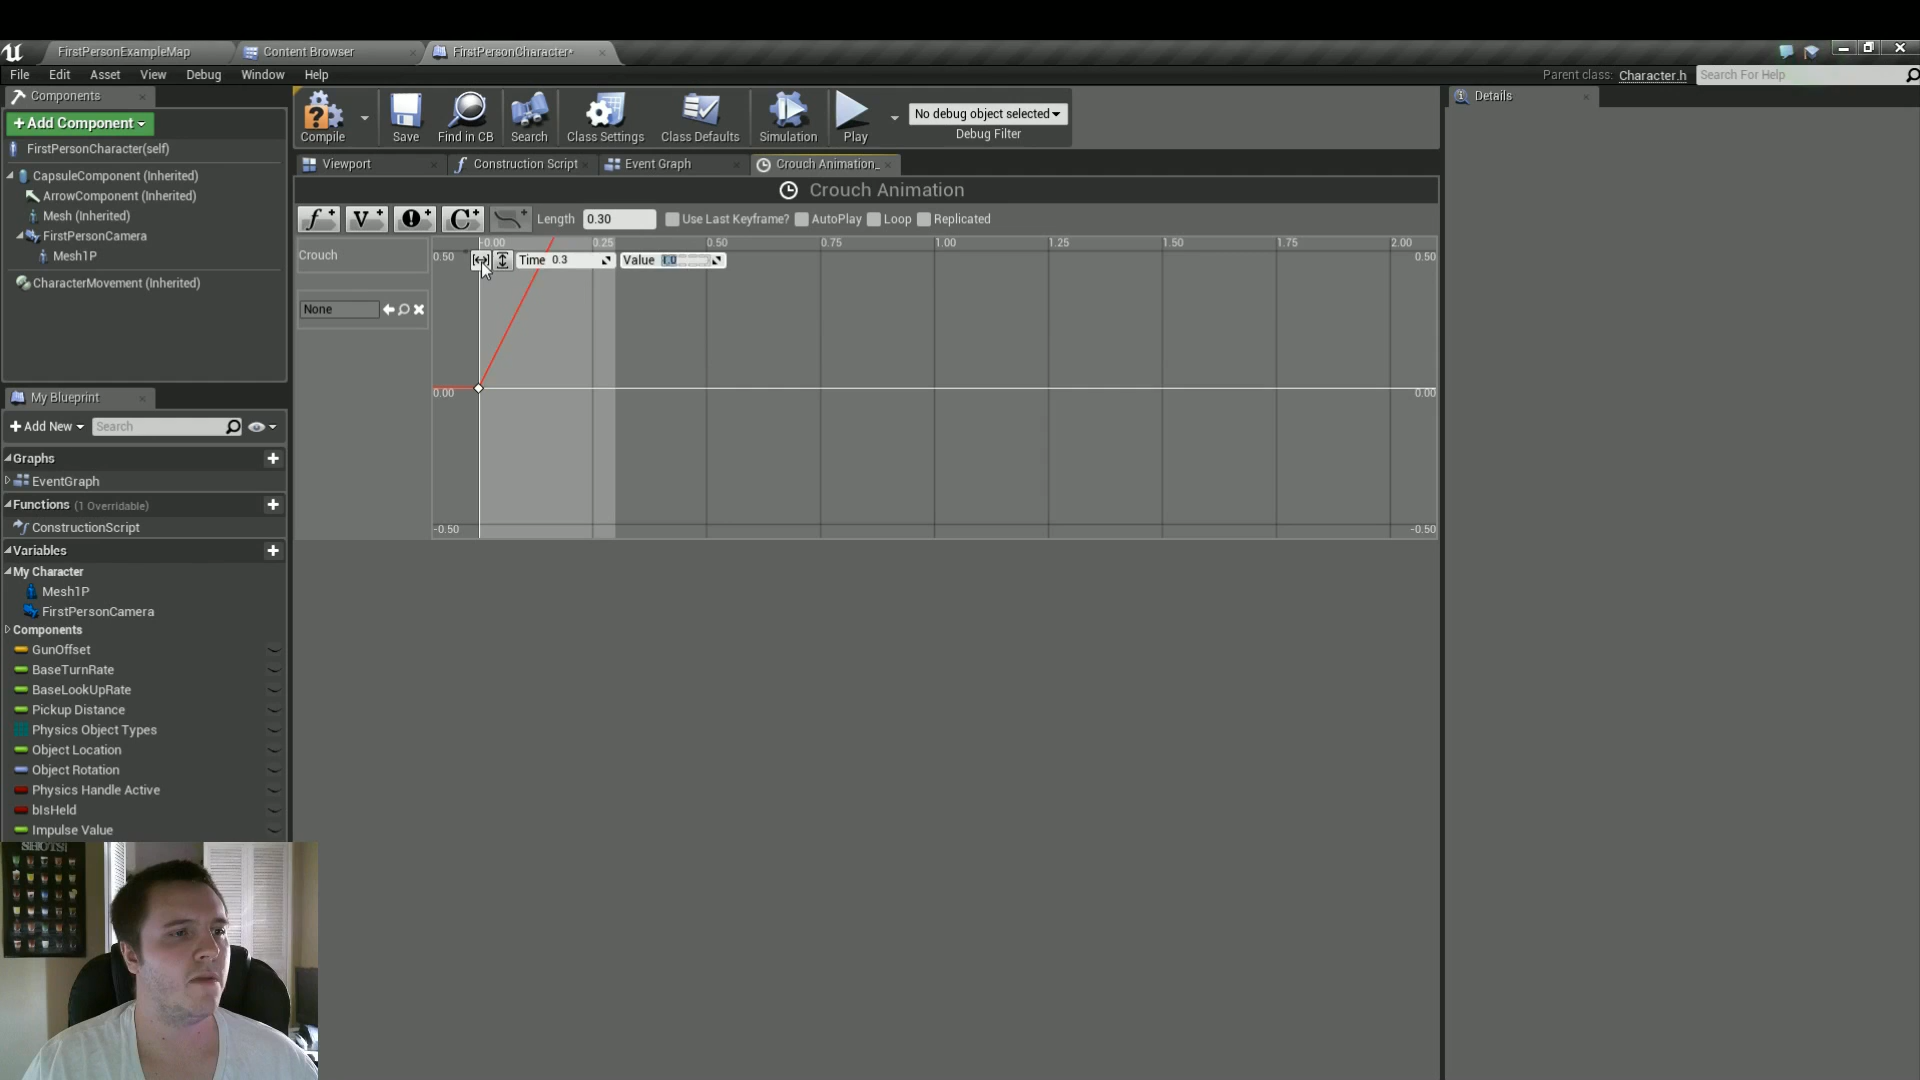 FirstPersonExampleMap
Content Browser
FirstPersonCharacter*
File Edit Asset View Debug Window Help
Parent class: Character.h
Search For Help
Components
+Add Component
FirstPersonCharacter(self)
CapsuleComponent (Inherited)
ArrowComponent (Inherited)
Mesh (Inherited)
FirstPersonCamera
Mesh1P
CharacterMovement (Inherited)
Compile
Save
Find in CB
Search
Class Settings
Class Defaults
Simulation
Play
No debug object selected
Debug Filter
Details
Viewport
Construction Script
Event Graph
Crouch Animation_
Crouch Animation
Length 0.30
Use Last Keyframe?
AutoPlay
Loop
Replicated
Crouch
None
-0.00 0.25 0.50 0.75 1.00 1.25 1.50 1.75 2.00
Time 0.3
Value 1.0
0.50 0.50
0.00 0.00
-0.50 -0.50
My Blueprint
+Add New
Search
Graphs
EventGraph
Functions (1 Overridable)
ConstructionScript
Variables
My Character
Mesh1P
FirstPersonCamera
Components
GunOffset
BaseTurnRate
BaseLookUpRate
Pickup Distance
Physics Object Types
Object Location
Object Rotation
Physics Handle Active
bIsHeld
Impulse Value
SHOTS!